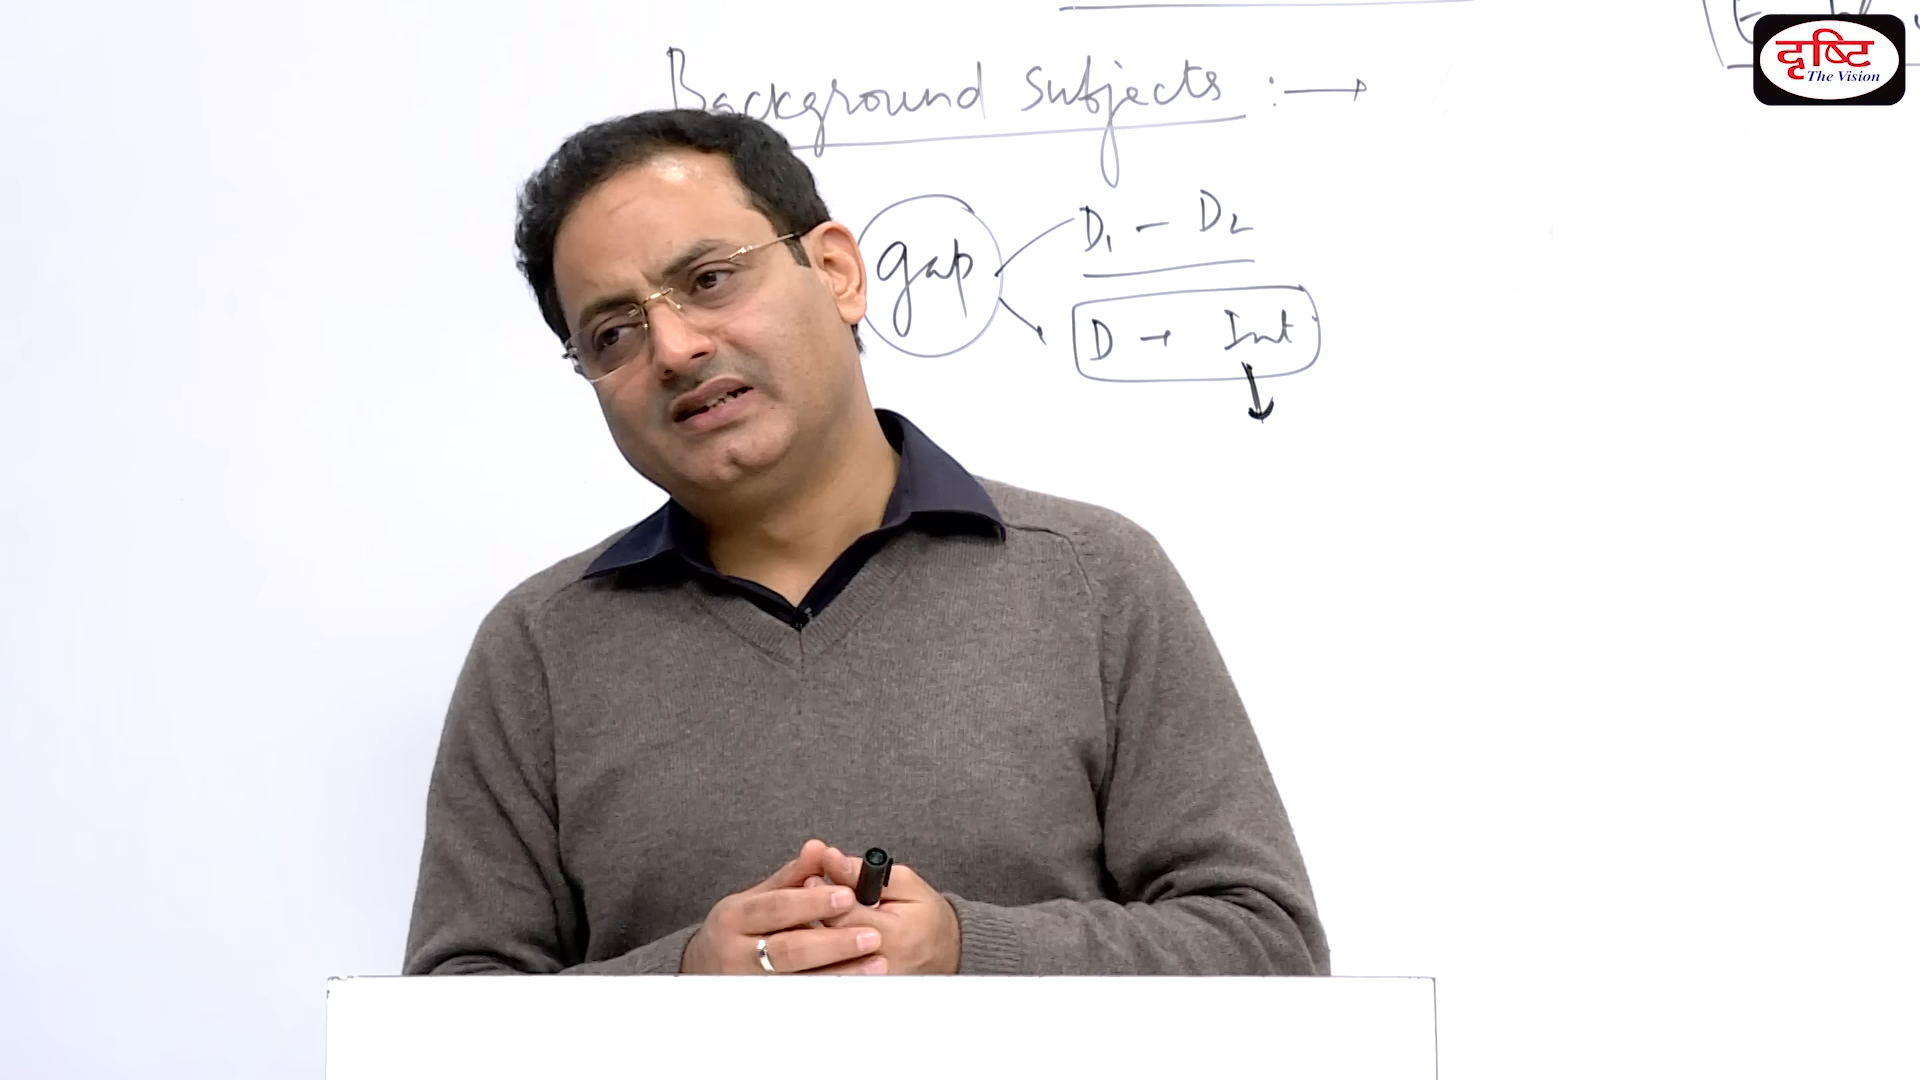 दृष्टि
The Vision
Background Subjects :→
gap
D₁ - D₂
D → Int